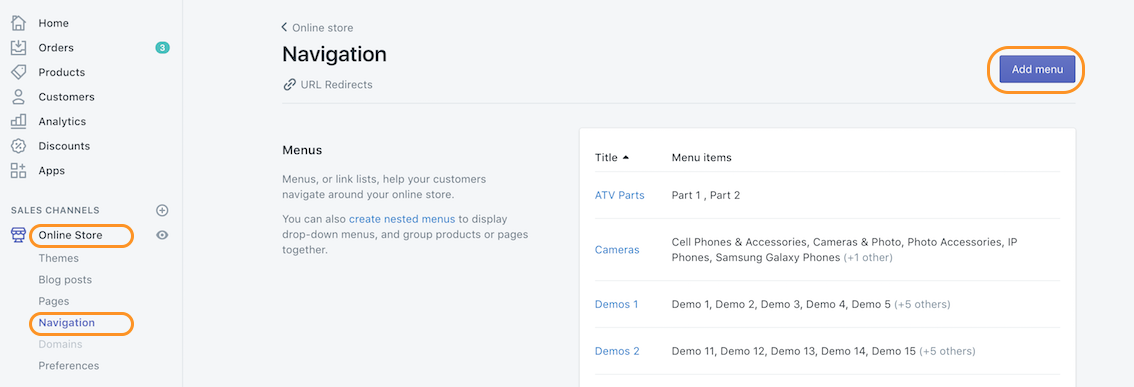 Home
Orders 3
Products
Customers
Analytics
Discounts
Apps
SALES CHANNELS
Online Store
Themes
Blog posts
Pages
Navigation
Domains
Preferences
Online store
Navigation
URL Redirects
Add menu
Menus
Menus, or link lists, help your customers
navigate around your online store.
You can also create nested menus to display
drop-down menus, and group products or pages
together.
Title Menu items
ATV Parts Part 1 , Part 2
Cameras Cell Phones & Accessories, Cameras & Photo, Photo Accessories, IP
Phones, Samsung Galaxy Phones (+1 other)
Demos 1 Demo 1, Demo 2, Demo 3, Demo 4, Demo 5 (+5 others)
Demos 2 Demo 11, Demo 12, Demo 13, Demo 14, Demo 15 (+5 others)